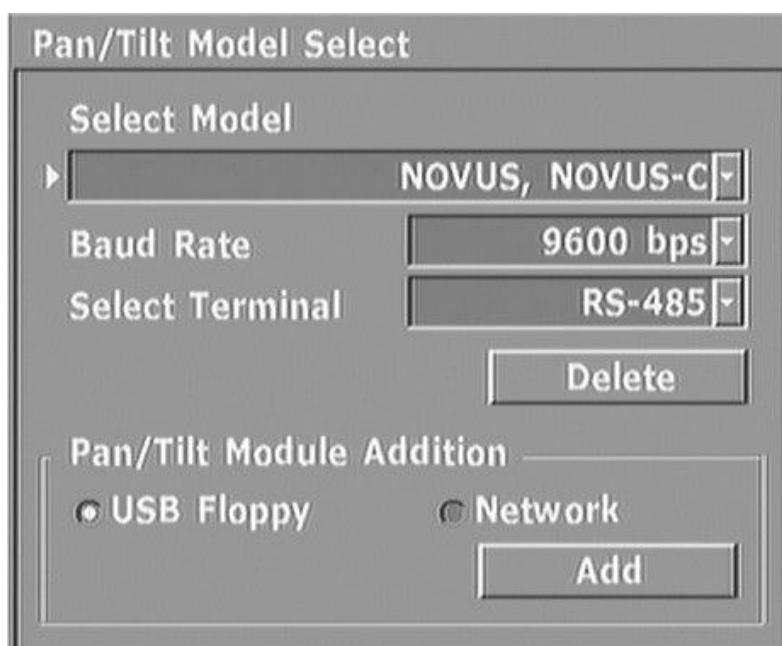 Pan/Tilt Model Select
Select Model
NOVUS, NOVUS-C
Baud Rate 9600 bps
Select Terminal RS-485
Delete
Pan/Tilt Module Addition
USB Floppy Network
Add